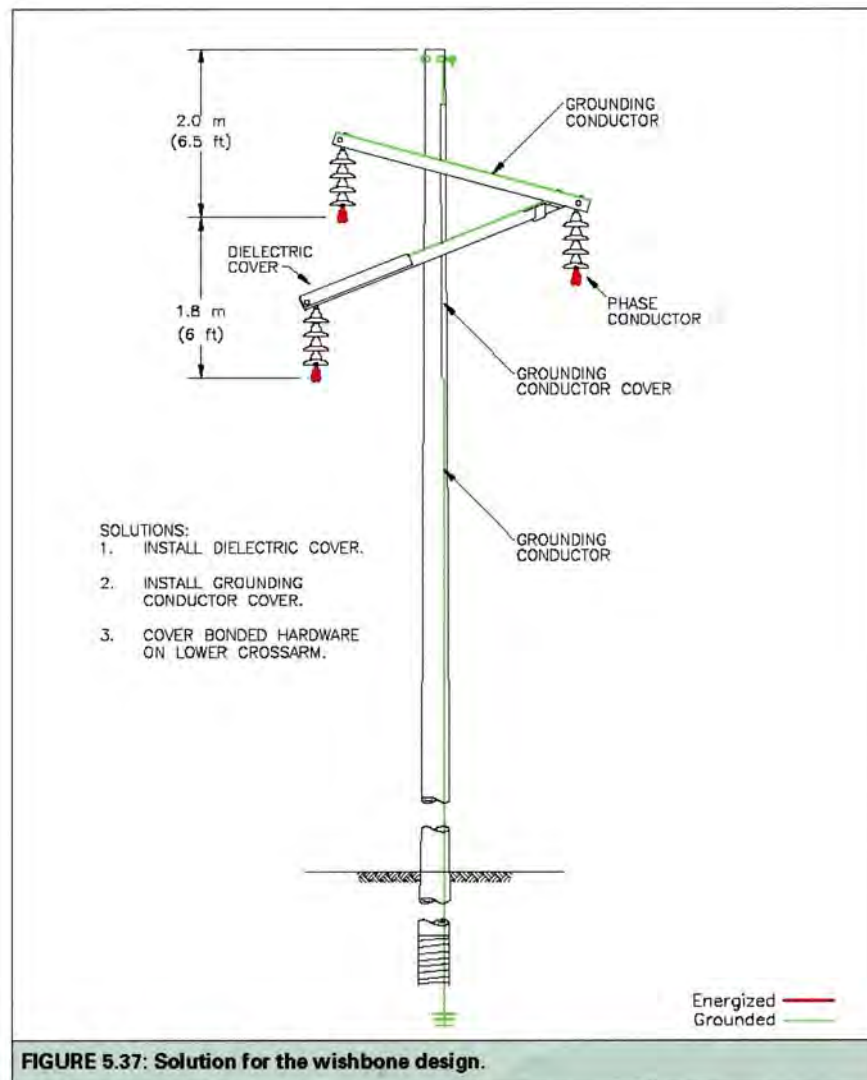 2.0 m
(6.5 ft)
GROUNDING
CONDUCTOR
DIELECTRIC
COVER
1.8 m
(6 ft)
PHASE
CONDUCTOR
GROUNDING
CONDUCTOR COVER
GROUNDING
CONDUCTOR
SOLUTIONS:
1. INSTALL DIELECTRIC COVER.
2. INSTALL GROUNDING
CONDUCTOR COVER.
3. COVER BONDED HARDWARE
ON LOWER CROSSARM.
Energized
Grounded
FIGURE 5.37: Solution for the wishbone design.